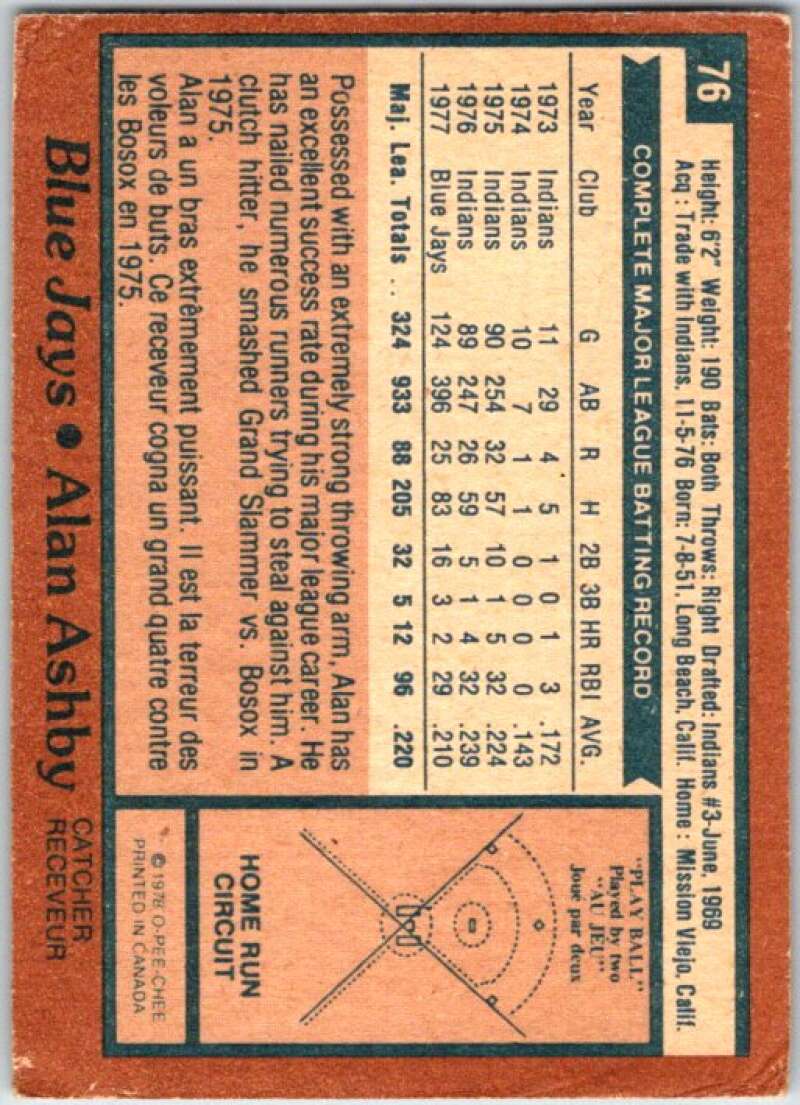 76
Height: 6'2" Weight: 190 Bats: Both Throws: Right Drafted: Indians #3-June, 1969
Acq: Trade with Indians, 11-5-76 Born: 7-8-51, Long Beach, Calif. Home: Mission Viejo, Calif.
COMPLETE MAJOR LEAGUE BATTING RECORD
Year Club G AB R H 2B 3B HR RBI AVG.
1973 Indians 11 29 4 5 1 0 1 3 .172
1974 Indians 10 7 1 1 0 0 0 0 .143
1975 Indians 90 254 32 57 10 1 5 32 .224
1976 Indians 89 247 26 59 5 1 4 32 .239
1977 Blue Jays 124 396 25 83 16 3 2 29 .210
Maj. Lea. Totals .. 324 933 88 205 32 5 12 96 .220
Possessed with an extremely strong throwing arm, Alan has
an excellent success rate during his major league career. He
has nailed numerous runners trying to steal against him. A
clutch hitter, he smashed Grand Slammer vs. Bosox in
1975.
Alan a un bras extrêmement puissant. Il est la terreur des
voleurs de buts. Ce receveur cogna un grand quatre contre
les Bosox en 1975.
"PLAY BALL"
Played by two
"AU JEU"
Joué par deux
HOME RUN
CIRCUIT
© 1978 O-PEE-CHEE
PRINTED IN CANADA
Blue Jays • Alan Ashby
CATCHER
RECEVEUR